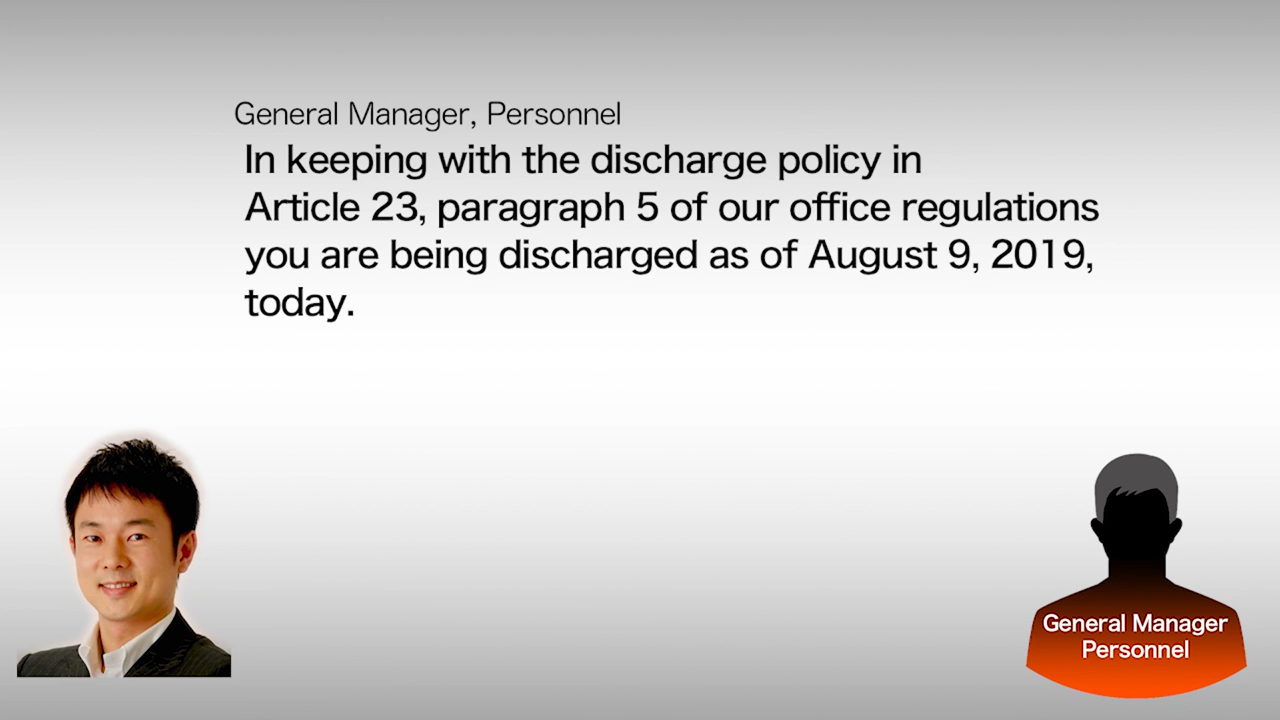 General Manager, Personnel
In keeping with the discharge policy in
Article 23, paragraph 5 of our office regulations
you are being discharged as of August 9, 2019,
today.
General Manager
Personnel